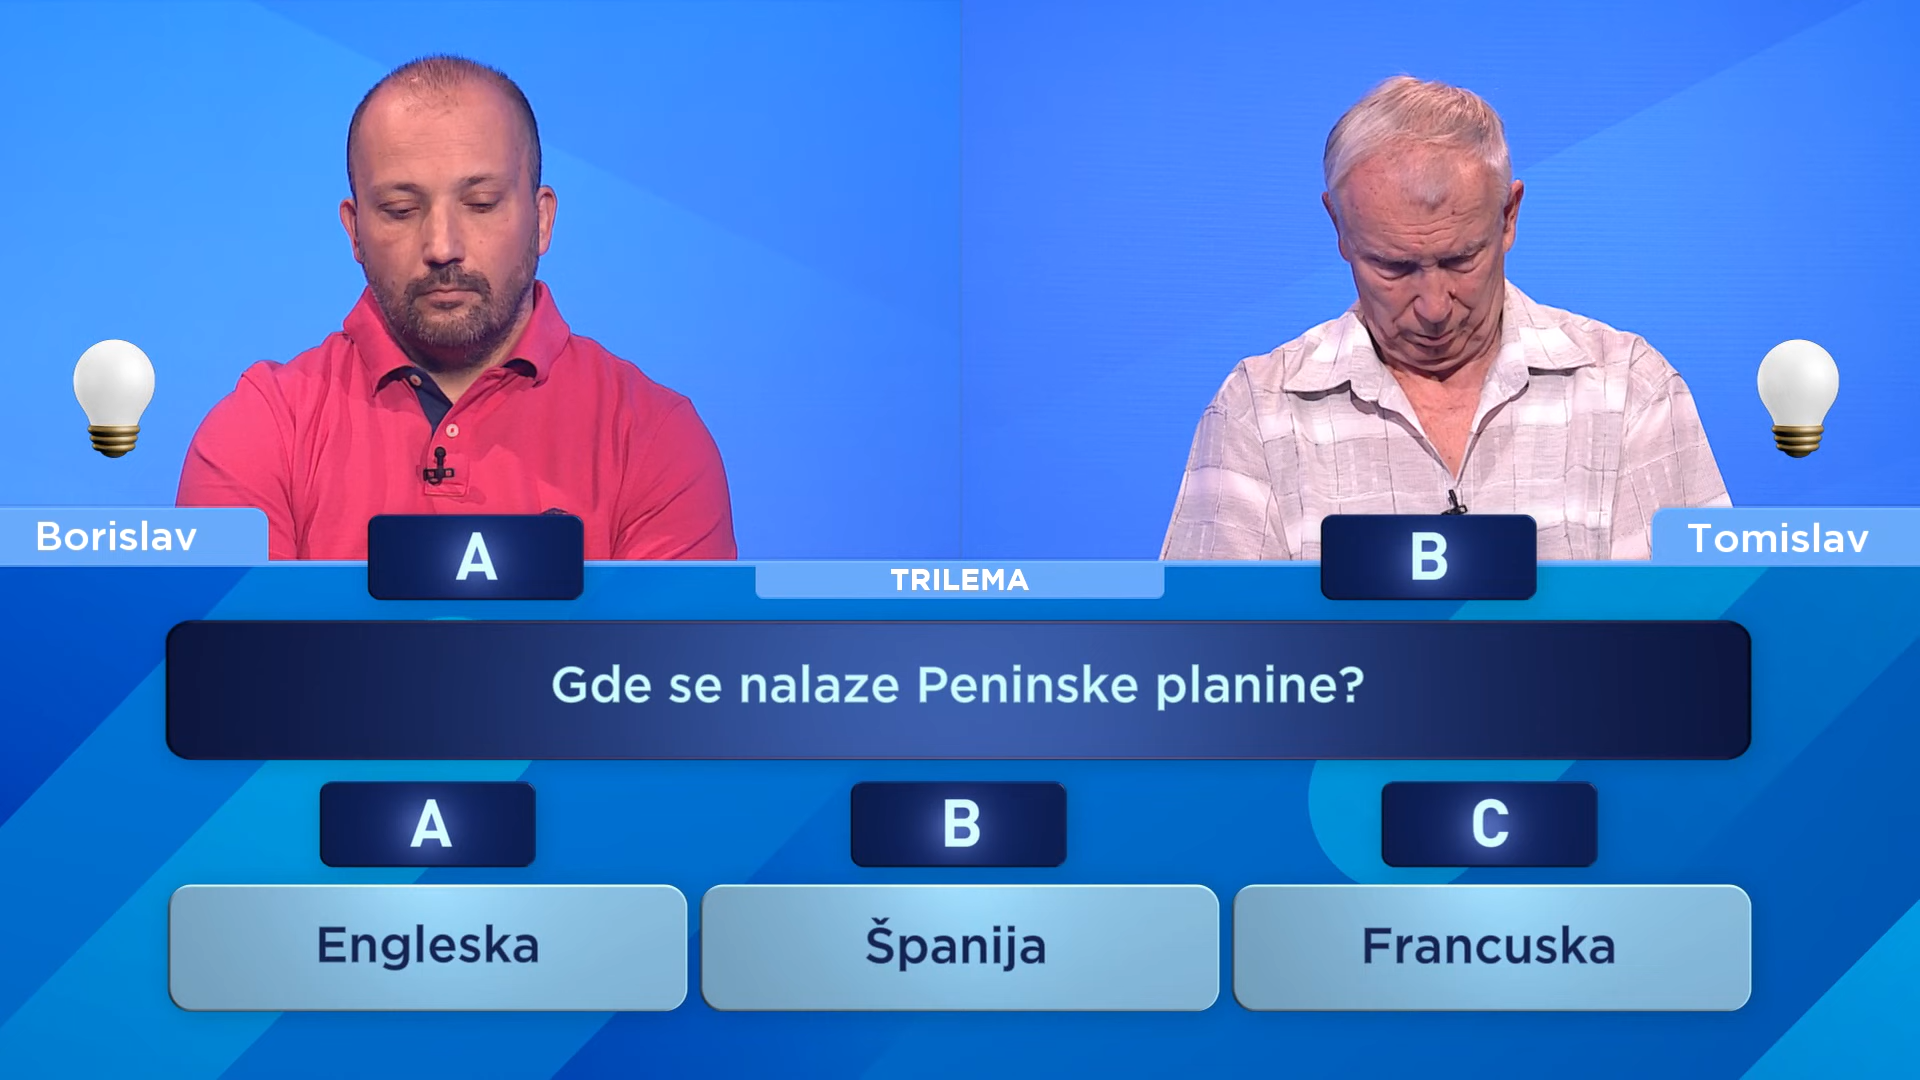 Borislav
A
TRILEMA
B
Tomislav
Gde se nalaze Peninske planine?
A
B
C
Engleska
Španija
Francuska